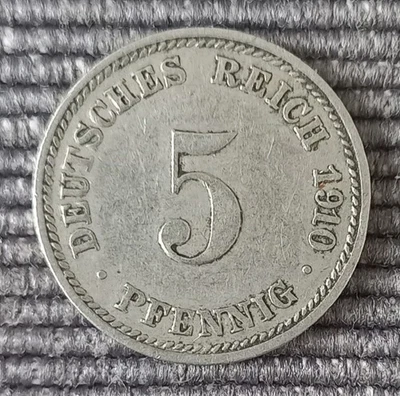 DEUTSCHES REICH 1910
5
· PFENNIG ·